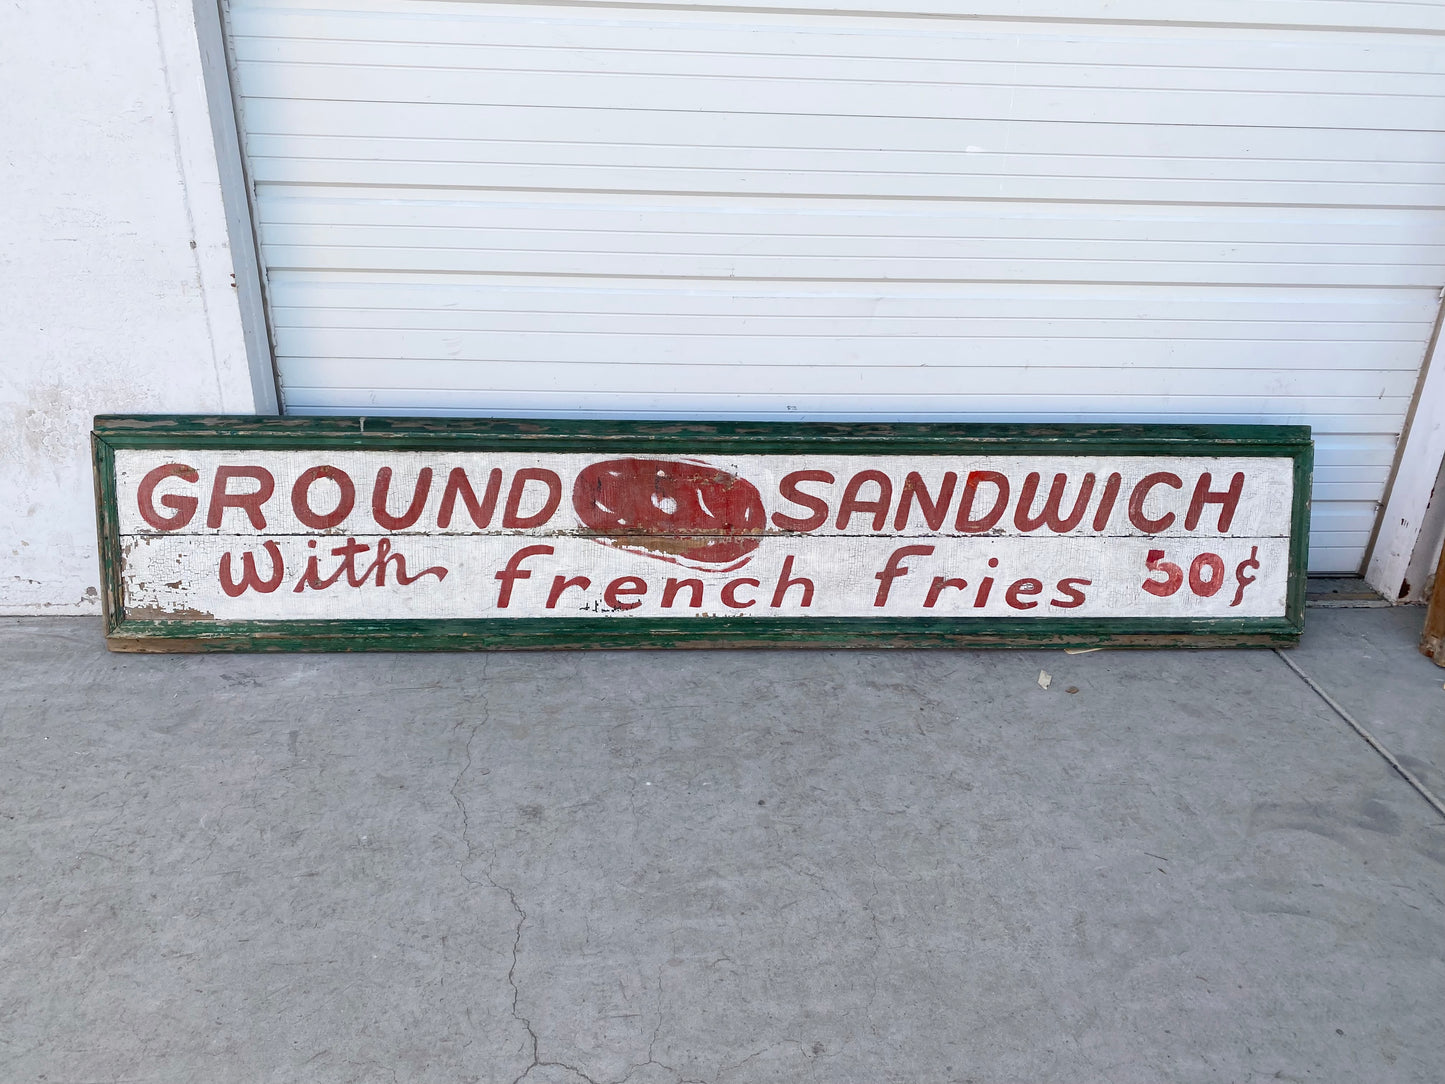 GROUND SANDWICH
With french fries 50¢